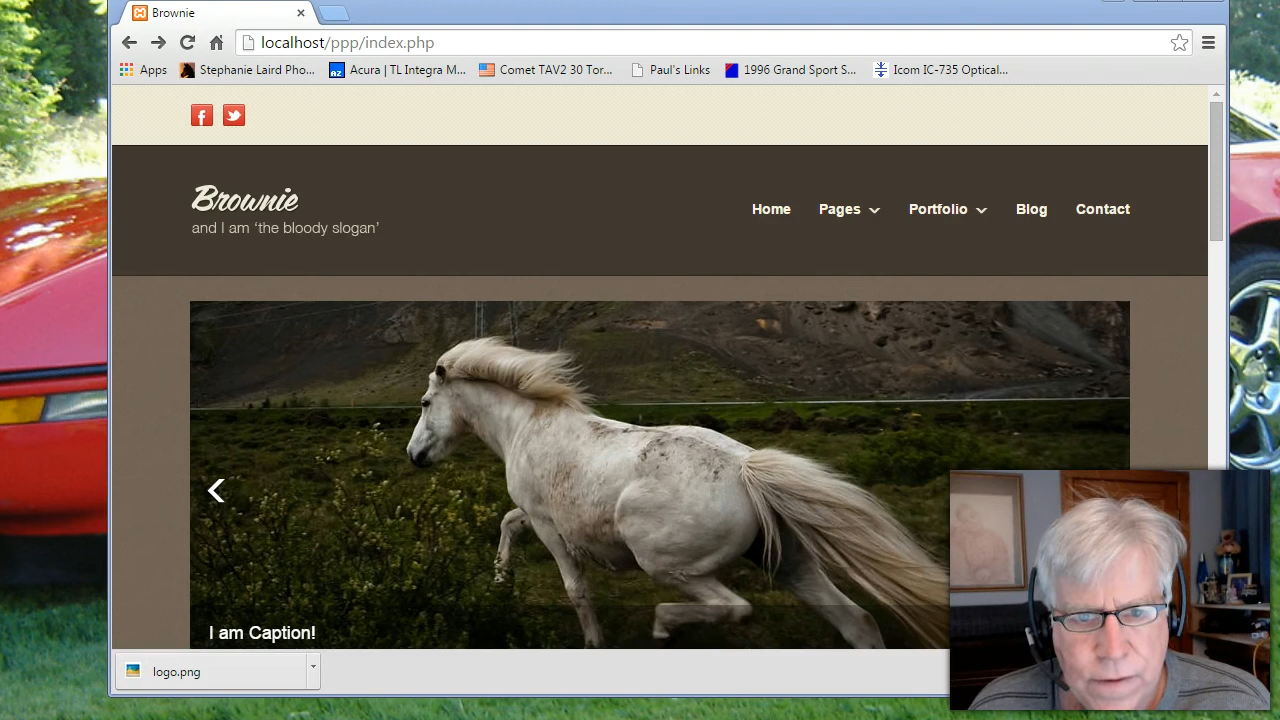 Brownie
localhost/ppp/index.php
Apps
Stephanie Laird Pho...
Acura | TL Integra M...
Comet TAV2 30 Tor...
Paul's Links
1996 Grand Sport S...
Icom IC-735 Optical...
Brownie
and I am ‘the bloody slogan’
Home
Pages
Portfolio
Blog
Contact
I am Caption!
logo.png